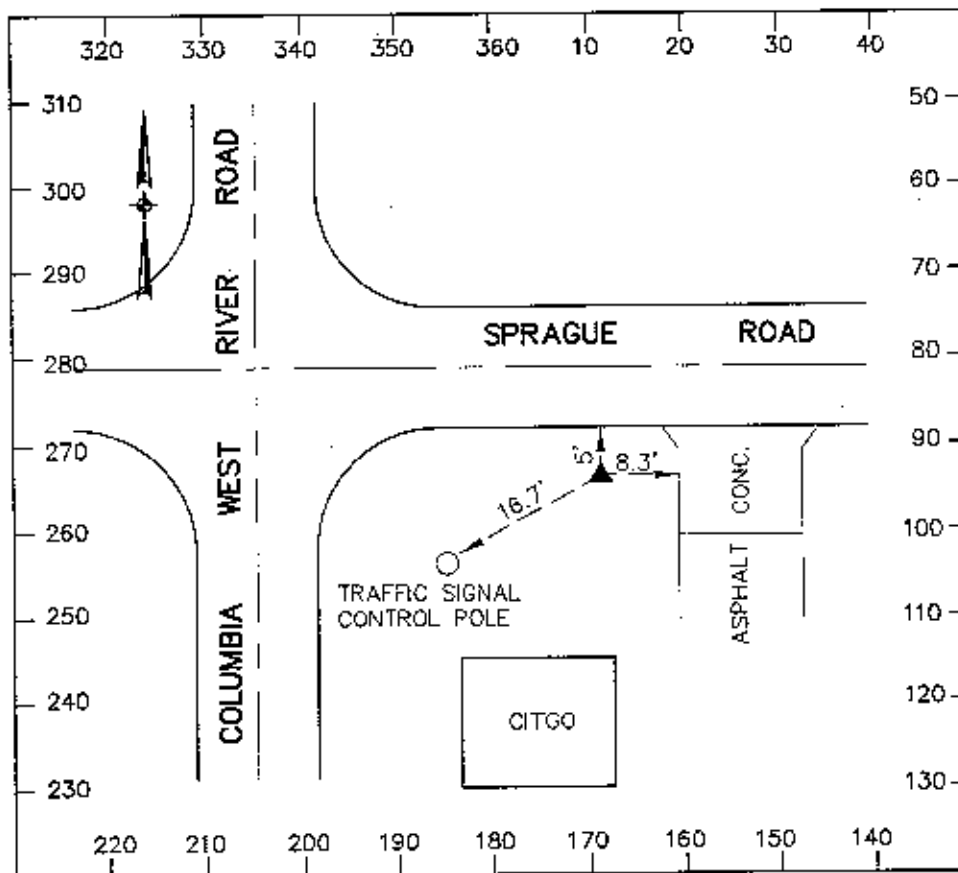 320 330 340 350 360 10 20 30 40
310
300
290
280
270
260
250
240
230
50
60
70
80
90
100
110
120
130
COLUMBIA WEST RIVER ROAD
SPRAGUE ROAD
5'
8.3'
16.7'
CONC.
ASPHALT
TRAFFIC SIGNAL
CONTROL POLE
CITGO
220 210 200 190 180 170 160 150 140